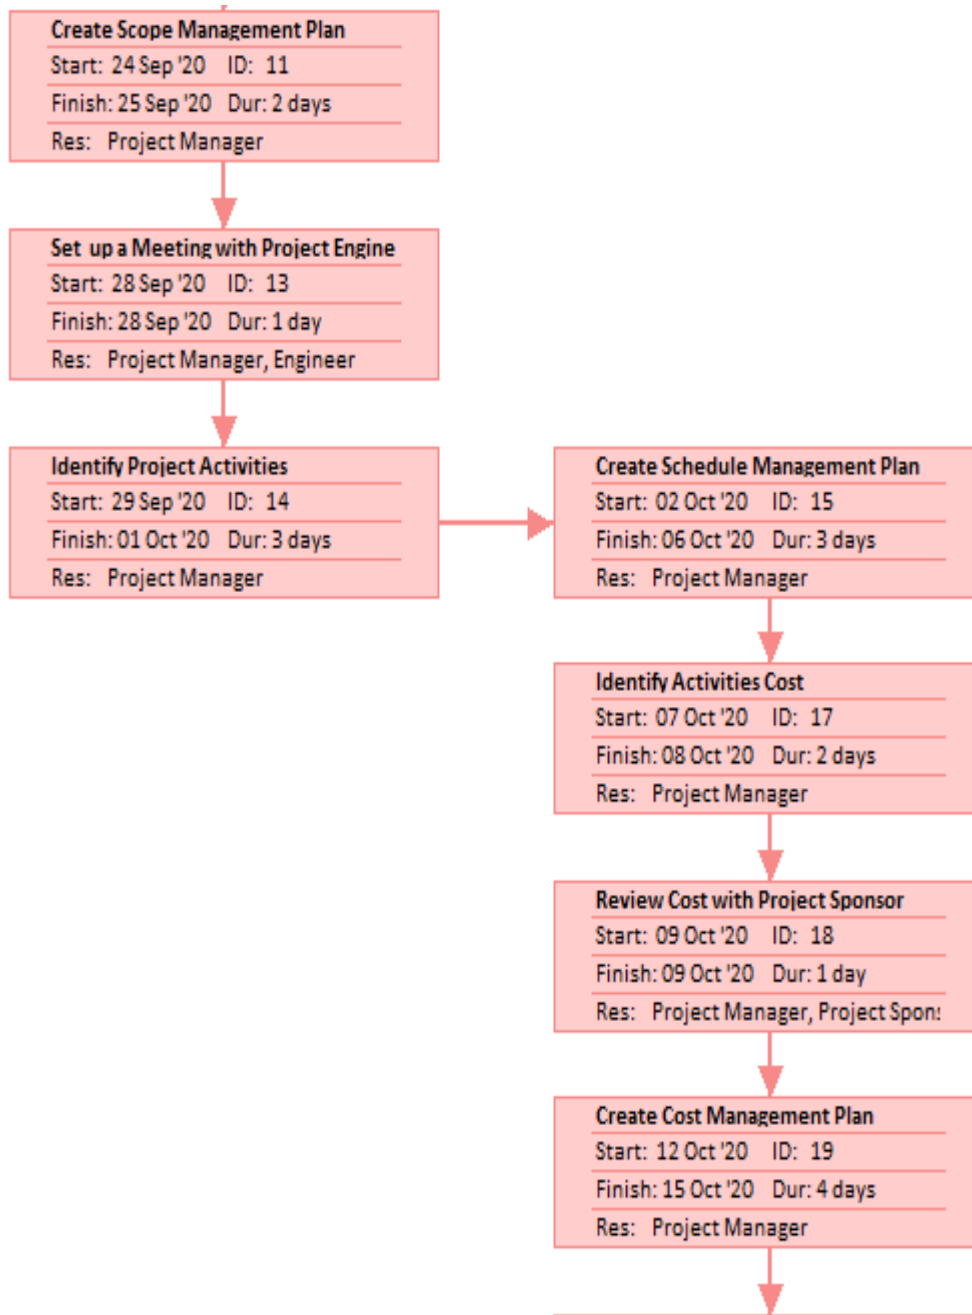 Create Scope Management Plan
Start: 24 Sep '20 ID: 11
Finish: 25 Sep '20 Dur: 2 days
Res: Project Manager
Set up a Meeting with Project Engine
Start: 28 Sep '20 ID: 13
Finish: 28 Sep '20 Dur: 1 day
Res: Project Manager, Engineer
Identify Project Activities
Start: 29 Sep '20 ID: 14
Finish: 01 Oct '20 Dur: 3 days
Res: Project Manager
Create Schedule Management Plan
Start: 02 Oct '20 ID: 15
Finish: 06 Oct '20 Dur: 3 days
Res: Project Manager
Identify Activities Cost
Start: 07 Oct '20 ID: 17
Finish: 08 Oct '20 Dur: 2 days
Res: Project Manager
Review Cost with Project Sponsor
Start: 09 Oct '20 ID: 18
Finish: 09 Oct '20 Dur: 1 day
Res: Project Manager, Project Spons
Create Cost Management Plan
Start: 12 Oct '20 ID: 19
Finish: 15 Oct '20 Dur: 4 days
Res: Project Manager